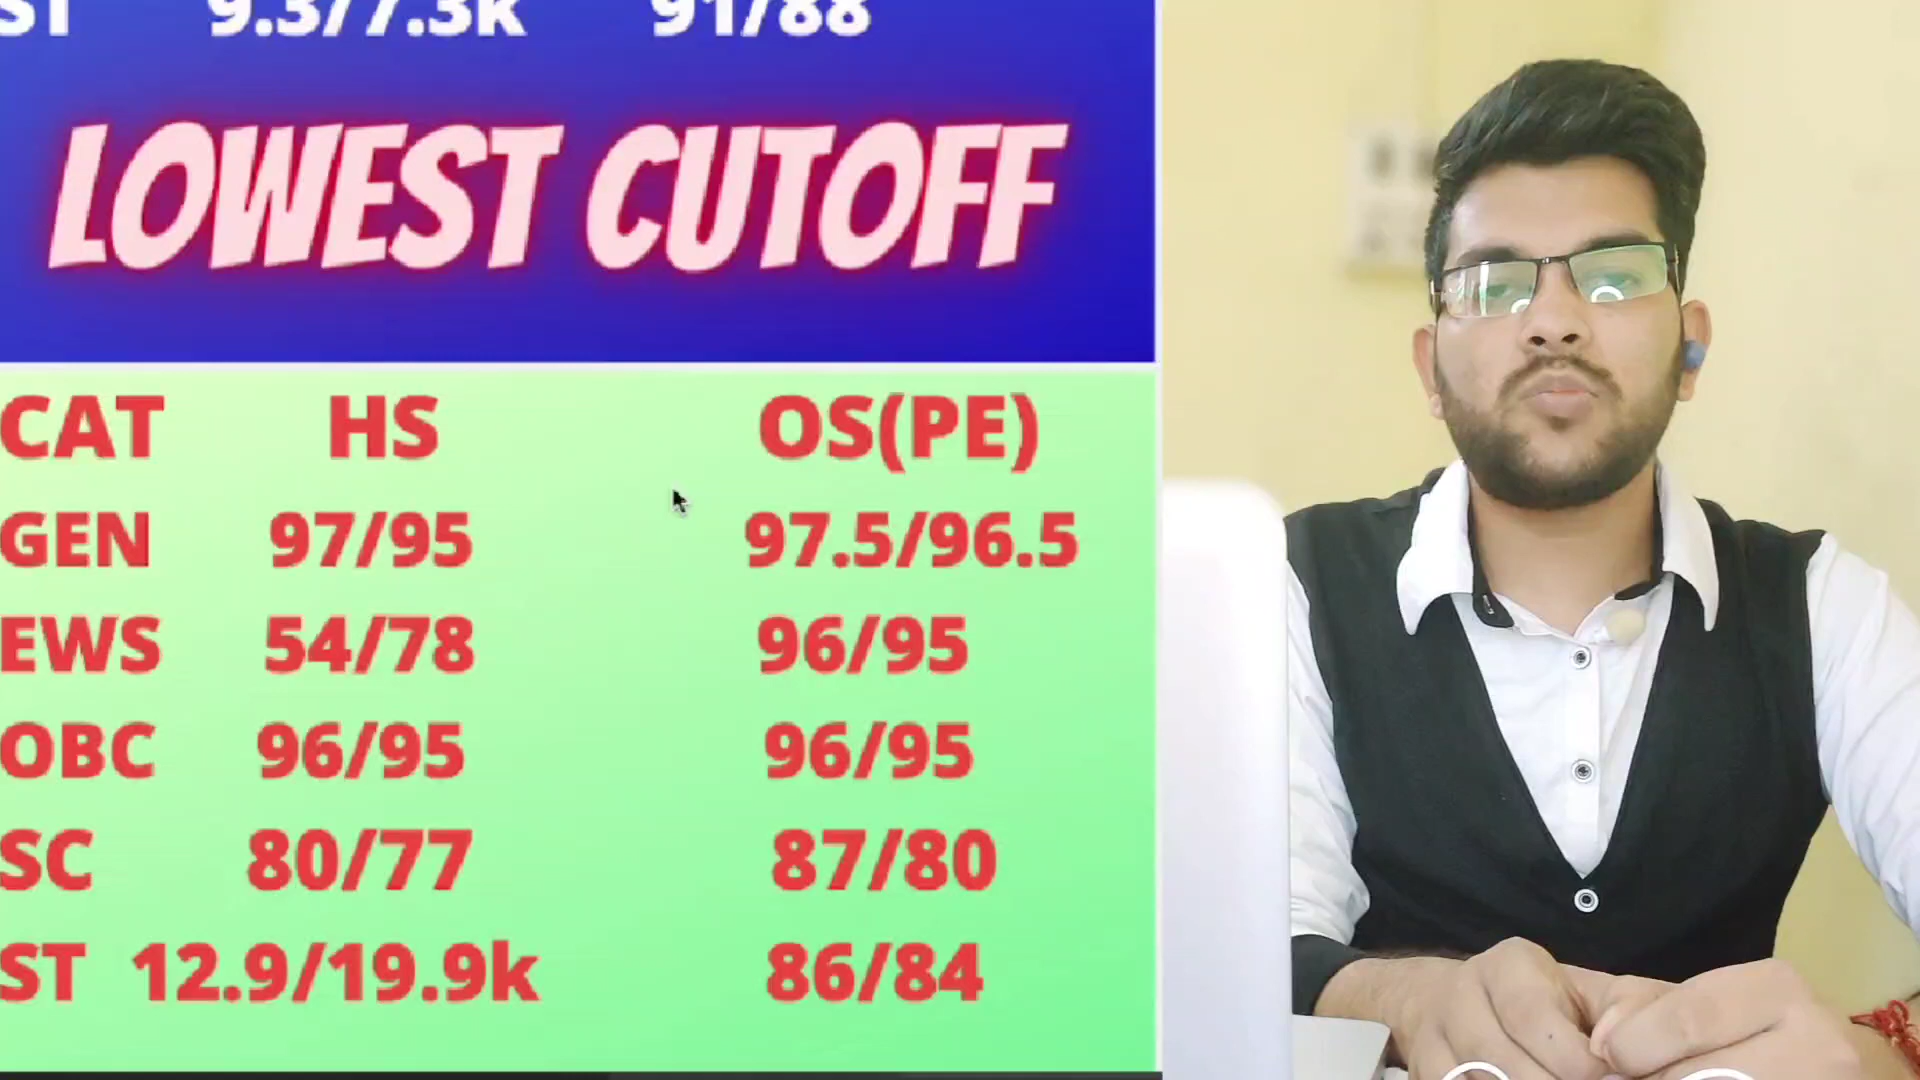 ST 9.3/7.3k 91/88
LOWEST CUTOFF
CAT HS OS(PE)
GEN 97/95 97.5/96.5
EWS 54/78 96/95
OBC 96/95 96/95
SC 80/77 87/80
ST 12.9/19.9k 86/84